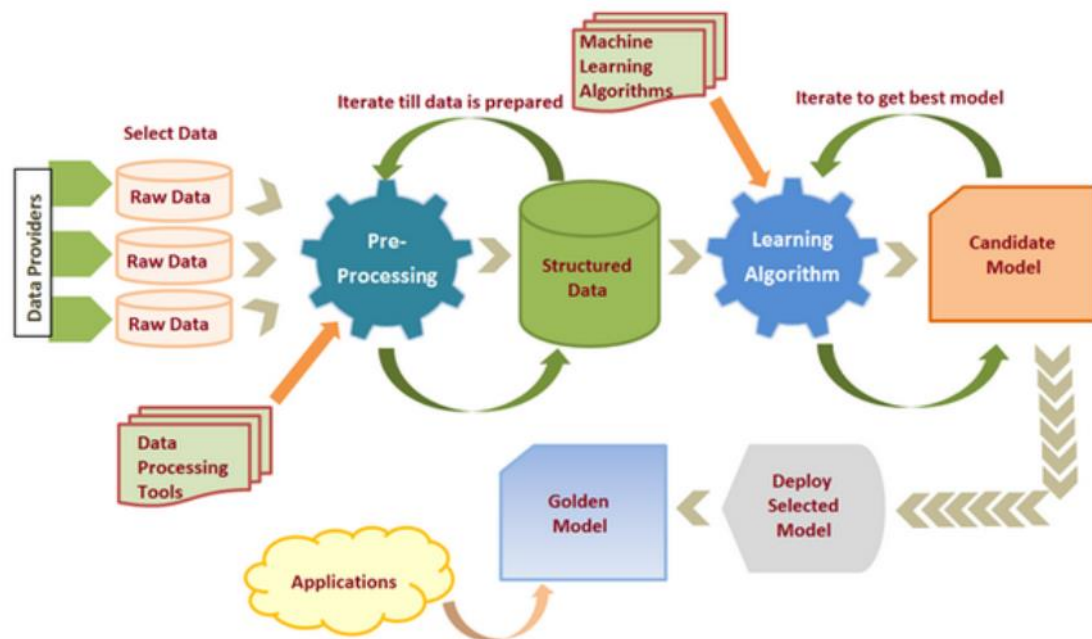 Machine
Learning
Algorithms
Iterate till data is prepared
Iterate to get best model
Select Data
Data Providers
Raw Data
Raw Data
Raw Data
Pre-
Processing
Structured
Data
Learning
Algorithm
Candidate
Model
Data
Processing
Tools
Golden
Model
Deploy
Selected
Model
Applications